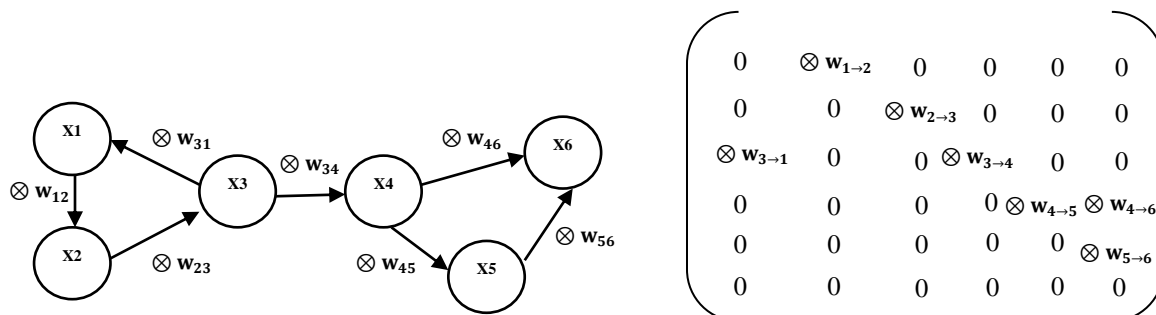 X1
⊗ w₃₁
⊗ w₁₂
X2
⊗ w₂₃
X3
⊗ w₃₄
X4
⊗ w₄₆
X6
⊗ w₄₅
X5
⊗ w₅₆
0 ⊗ w₁→₂ 0 0 0 0
0 0 ⊗ w₂→₃ 0 0 0
⊗ w₃→₁ 0 0 ⊗ w₃→₄ 0 0
0 0 0 0 ⊗ w₄→₅ ⊗ w₄→₆
0 0 0 0 0 ⊗ w₅→₆
0 0 0 0 0 0